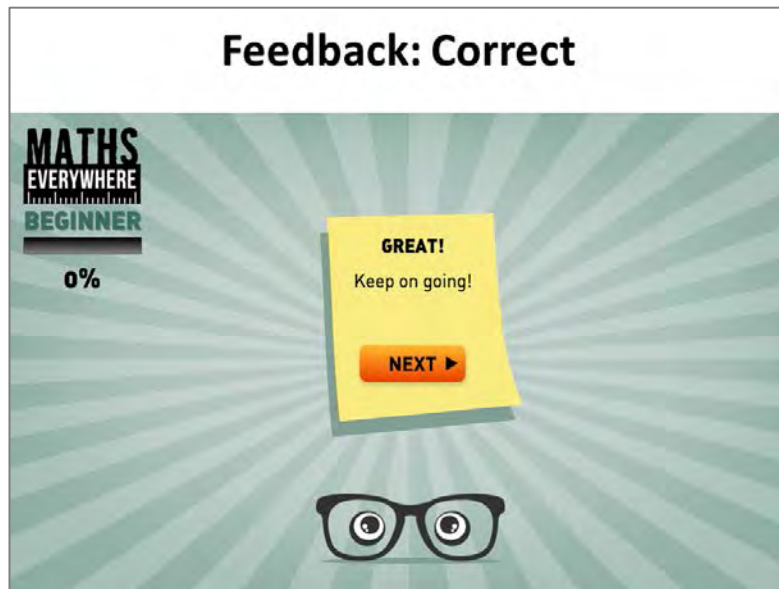 Feedback: Correct
MATHS
EVERYWHERE
BEGINNER
0%
GREAT!
Keep on going!
NEXT